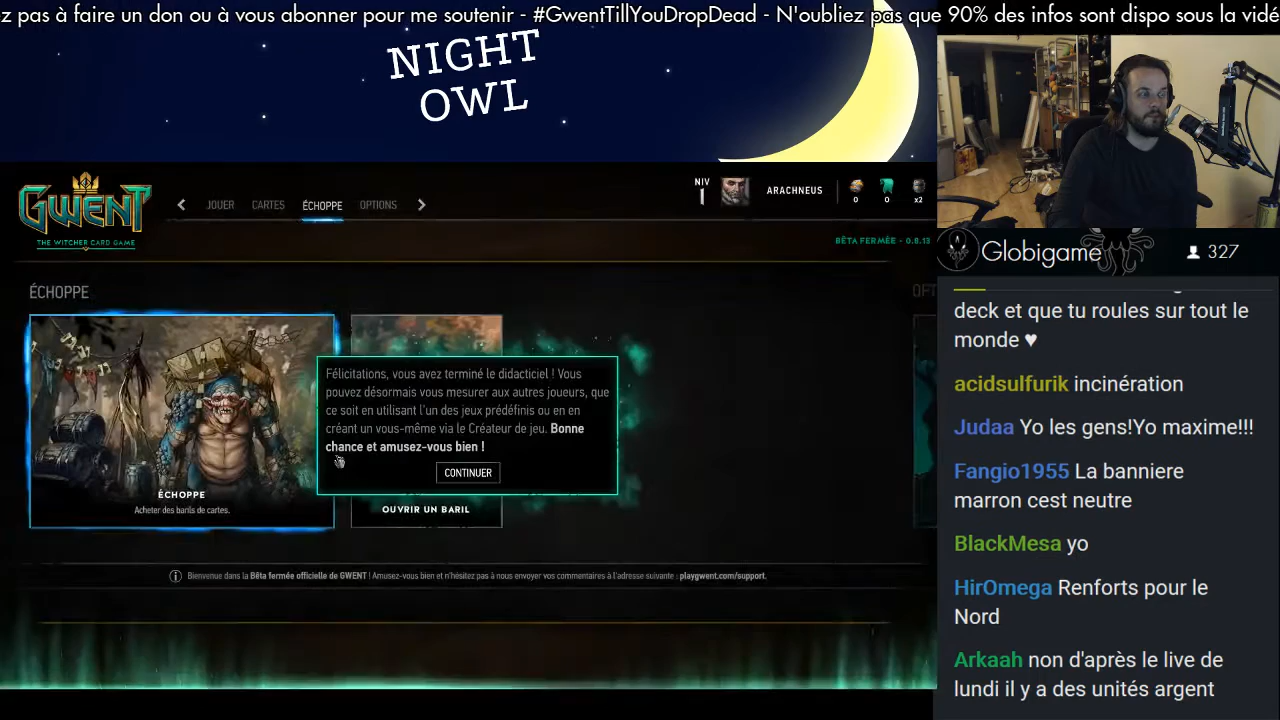 z pas à faire un don ou à vous abonner pour me soutenir - #GwentTillYouDropDead - N'oubliez pas que 90% des infos sont dispo sous la vidé
NIGHT
OWL
GWENT
THE WITCHER CARD GAME
JOUER
CARTES
ÉCHOPPE
OPTIONS
NIV
1
ARACHNEUS
0
0
x2
BÊTA FERMÉE - 0.8.13
ÉCHOPPE
OPT
Félicitations, vous avez terminé le didacticiel ! Vous
pouvez désormais vous mesurer aux autres joueurs, que
ce soit en utilisant l'un des jeux prédéfinis ou en en
créant un vous-même via le Créateur de jeu. Bonne
chance et amusez-vous bien !
CONTINUER
ÉCHOPPE
Acheter des barils de cartes.
OUVRIR UN BARIL
Bienvenue dans la Bêta fermée officielle de GWENT ! Amusez-vous bien et n'hésitez pas à nous envoyer vos commentaires à l'adresse suivante : playgwent.com/support.
Globigame
327
deck et que tu roules sur tout le
monde ♥
acidsulfurik incinération
Judaa Yo les gens!Yo maxime!!!
Fangio1955 La banniere
marron cest neutre
BlackMesa yo
HirOmega Renforts pour le
Nord
Arkaah non d'après le live de
lundi il y a des unités argent